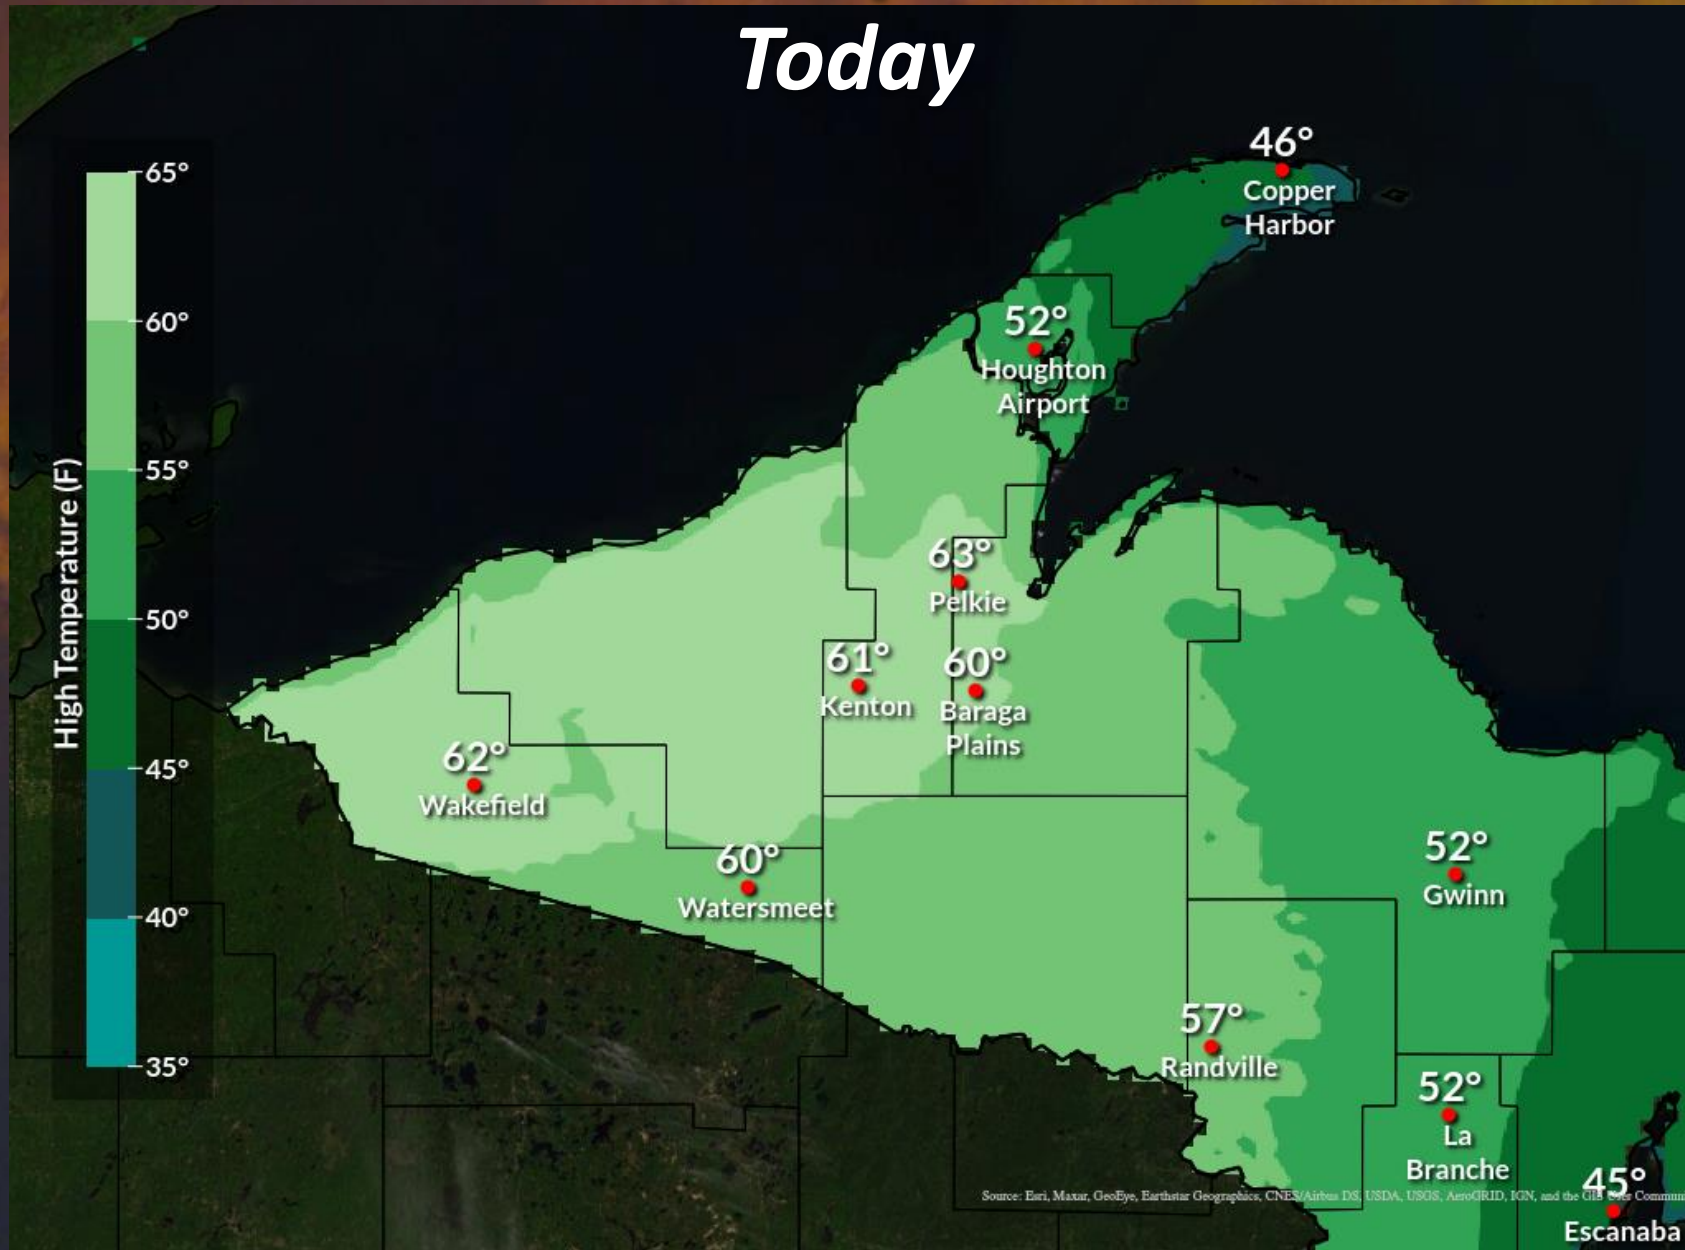 Today
46°
Copper
Harbor
65°
60°
55°
50°
45°
40°
35°
High Temperature (F)
52°
Houghton
Airport
63°
Pelkie
61°
Kenton
60°
Baraga
Plains
62°
Wakefield
60°
Watersmeet
52°
Gwinn
57°
Randville
52°
La
Branche
45°
Escanaba
Source: Esri, Maxar, GeoEye, Earthstar Geographics, CNES/Airbus DS, USDA, USGS, AeroGRID, IGN, and the GIS User